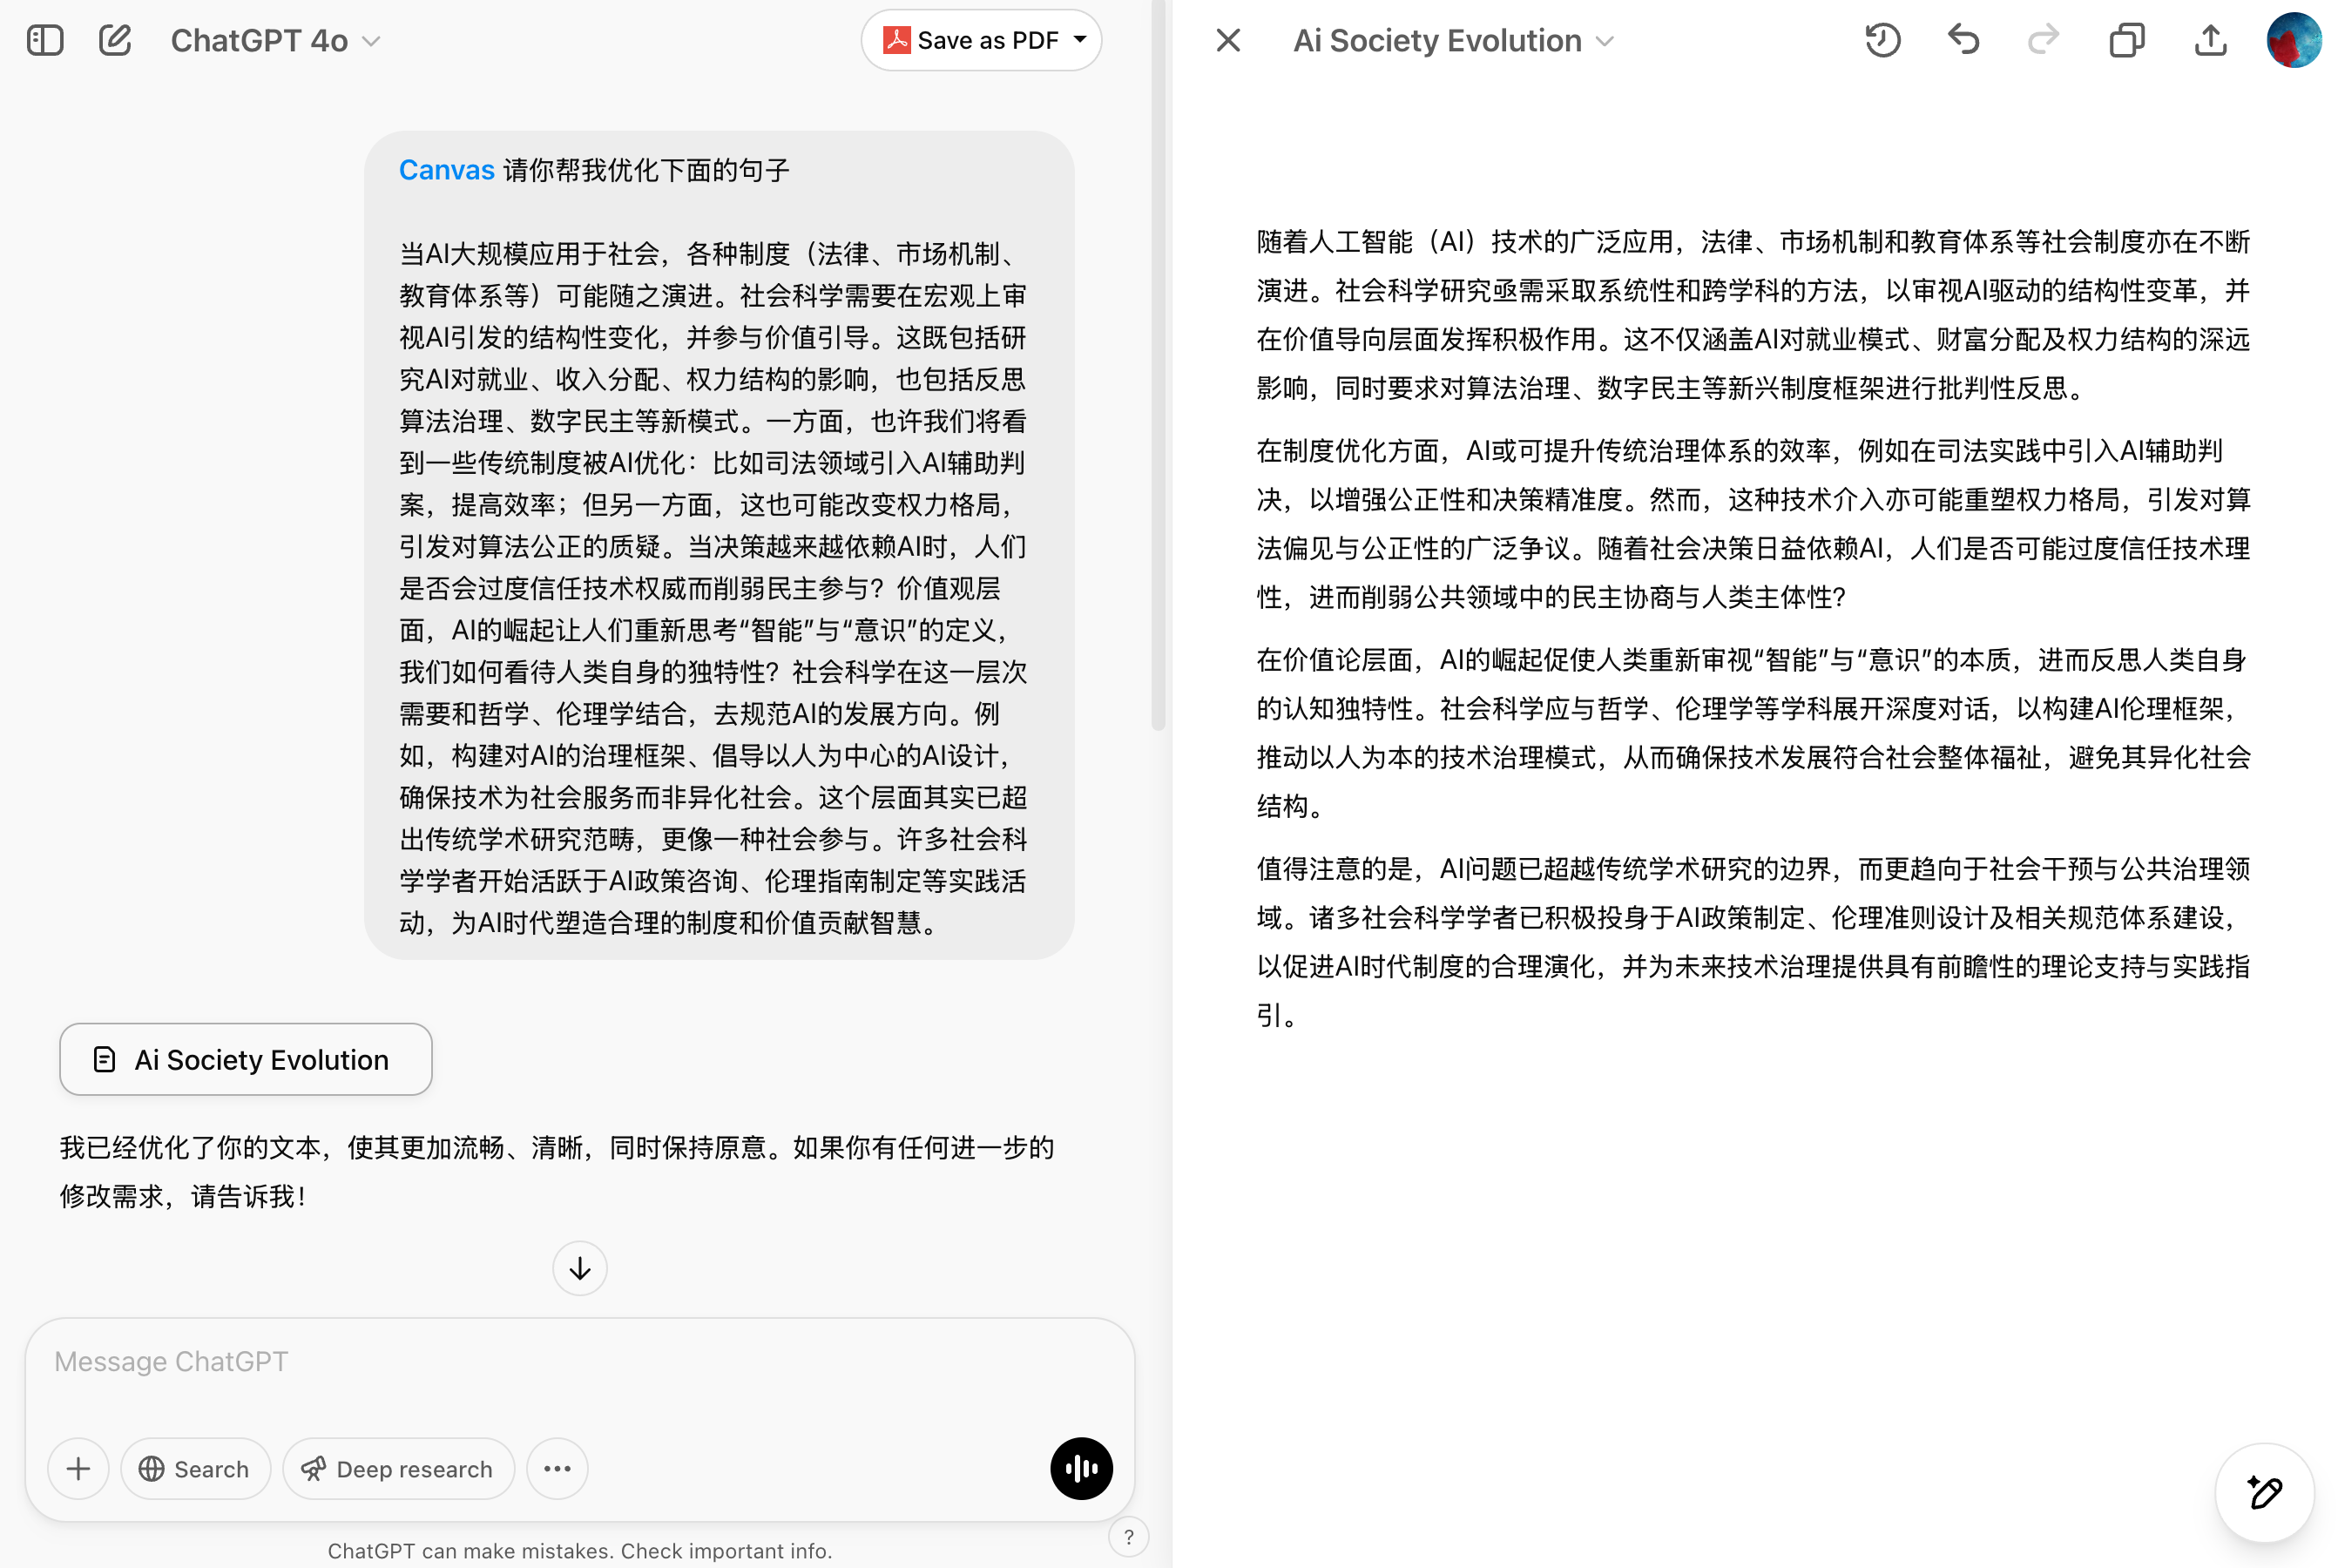 ChatGPT 4o
Save as PDF
Canvas 请你帮我优化下面的句子
当AI大规模应用于社会，各种制度（法律、市场机制、
教育体系等）可能随之演进。社会科学需要在宏观上审
视AI引发的结构性变化，并参与价值引导。这既包括研
究AI对就业、收入分配、权力结构的影响，也包括反思
算法治理、数字民主等新模式。一方面，也许我们将看
到一些传统制度被AI优化：比如司法领域引入AI辅助判
案，提高效率；但另一方面，这也可能改变权力格局，
引发对算法公正的质疑。当决策越来越依赖AI时，人们
是否会过度信任技术权威而削弱民主参与？价值观层
面，AI的崛起让人们重新思考“智能”与“意识”的定义，
我们如何看待人类自身的独特性？社会科学在这一层次
需要和哲学、伦理学结合，去规范AI的发展方向。例
如，构建对AI的治理框架、倡导以人为中心的AI设计，
确保技术为社会服务而非异化社会。这个层面其实已超
出传统学术研究范畴，更像一种社会参与。许多社会科
学学者开始活跃于AI政策咨询、伦理指南制定等实践活
动，为AI时代塑造合理的制度和价值贡献智慧。
Ai Society Evolution
我已经优化了你的文本，使其更加流畅、清晰，同时保持原意。如果你有任何进一步的
修改需求，请告诉我！
Message ChatGPT
Search
Deep research
ChatGPT can make mistakes. Check important info.
?
Ai Society Evolution
随着人工智能（AI）技术的广泛应用，法律、市场机制和教育体系等社会制度亦在不断
演进。社会科学研究亟需采取系统性和跨学科的方法，以审视AI驱动的结构性变革，并
在价值导向层面发挥积极作用。这不仅涵盖AI对就业模式、财富分配及权力结构的深远
影响，同时要求对算法治理、数字民主等新兴制度框架进行批判性反思。
在制度优化方面，AI或可提升传统治理体系的效率，例如在司法实践中引入AI辅助判
决，以增强公正性和决策精准度。然而，这种技术介入亦可能重塑权力格局，引发对算
法偏见与公正性的广泛争议。随着社会决策日益依赖AI，人们是否可能过度信任技术理
性，进而削弱公共领域中的民主协商与人类主体性？
在价值论层面，AI的崛起促使人类重新审视“智能”与“意识”的本质，进而反思人类自身
的认知独特性。社会科学应与哲学、伦理学等学科展开深度对话，以构建AI伦理框架，
推动以人为本的技术治理模式，从而确保技术发展符合社会整体福祉，避免其异化社会
结构。
值得注意的是，AI问题已超越传统学术研究的边界，而更趋向于社会干预与公共治理领
域。诸多社会科学学者已积极投身于AI政策制定、伦理准则设计及相关规范体系建设，
以促进AI时代制度的合理演化，并为未来技术治理提供具有前瞻性的理论支持与实践指
引。